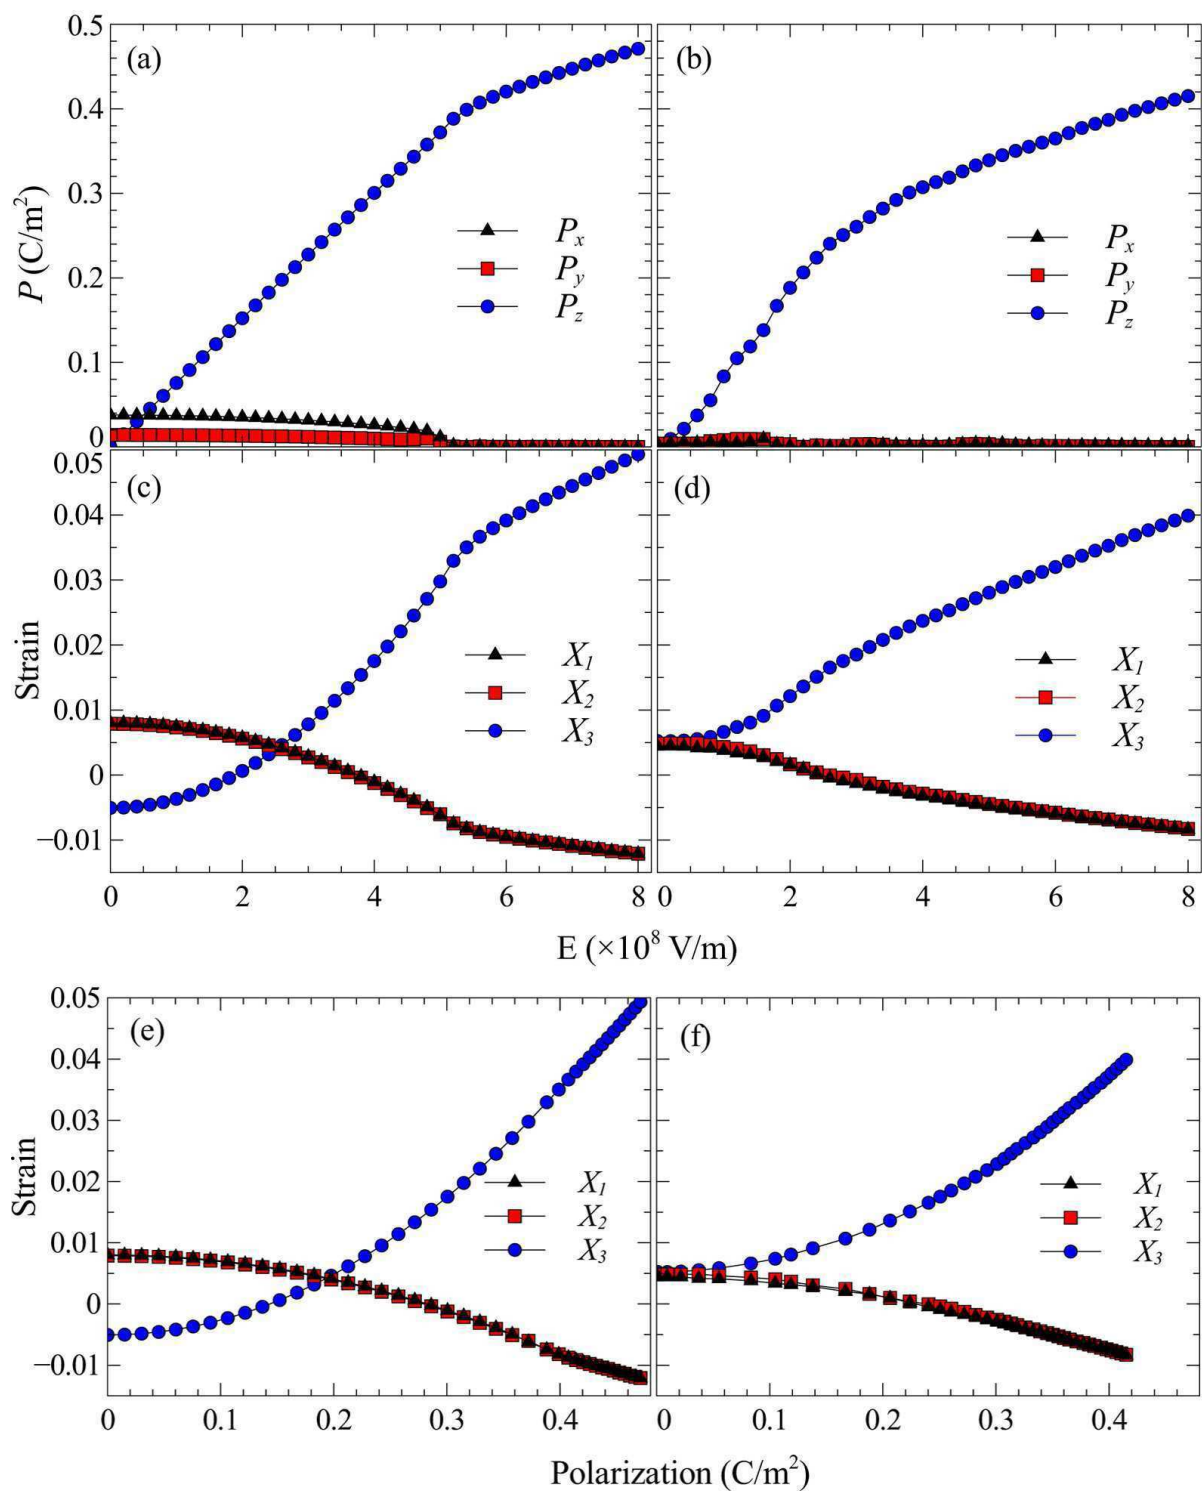 0.5
(a)
(b)
0.4
0.3
P (C/m²)
Pₓ
Pₓ
0.2
P_y
P_y
P_z
P_z
0.1
0
0.05
(c)
(d)
0.04
0.03
Strain
0.02
X₁
X₁
X₂
X₂
0.01
X₃
X₃
0
−0.01
0 2 4 6 8
0 2 4 6 8
E (×10⁸ V/m)
0.05
(e)
(f)
0.04
0.03
Strain
0.02
X₁
X₁
X₂
X₂
0.01
X₃
X₃
0
−0.01
0 0.1 0.2 0.3 0.4
0 0.1 0.2 0.3 0.4
Polarization (C/m²)